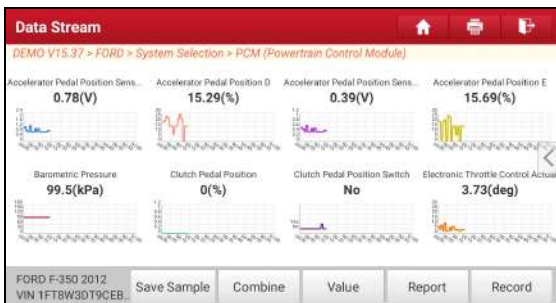 Data Stream
DEMO V15.37 > FORD > System Selection > PCM (Powertrain Control Module)
Accelerator Pedal Position Sens...
0.78(V)
Accelerator Pedal Position D
15.29(%)
Accelerator Pedal Position Sens...
0.39(V)
Accelerator Pedal Position E
15.69(%)
Barometric Pressure
99.5(kPa)
Clutch Pedal Position
0(%)
Clutch Pedal Position Switch
No
Electronic Throttle Control Actua
3.73(deg)
FORD F-350 2012
VIN 1FT8W3DT9CEB..
Save Sample
Combine
Value
Report
Record